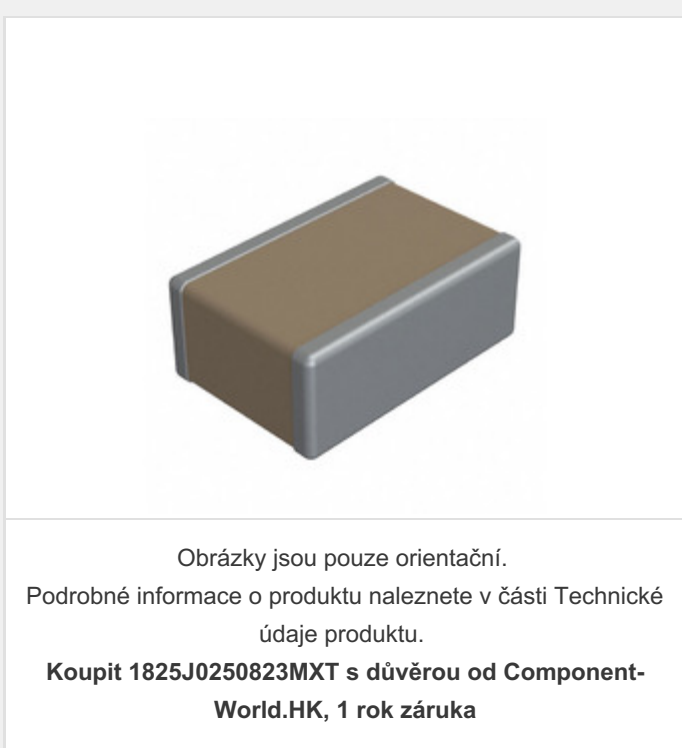 Obrázky jsou pouze orientační.
Podrobné informace o produktu naleznete v části Technické
údaje produktu.
Koupit 1825J0250823MXT s důvěrou od Component-
World.HK, 1 rok záruka